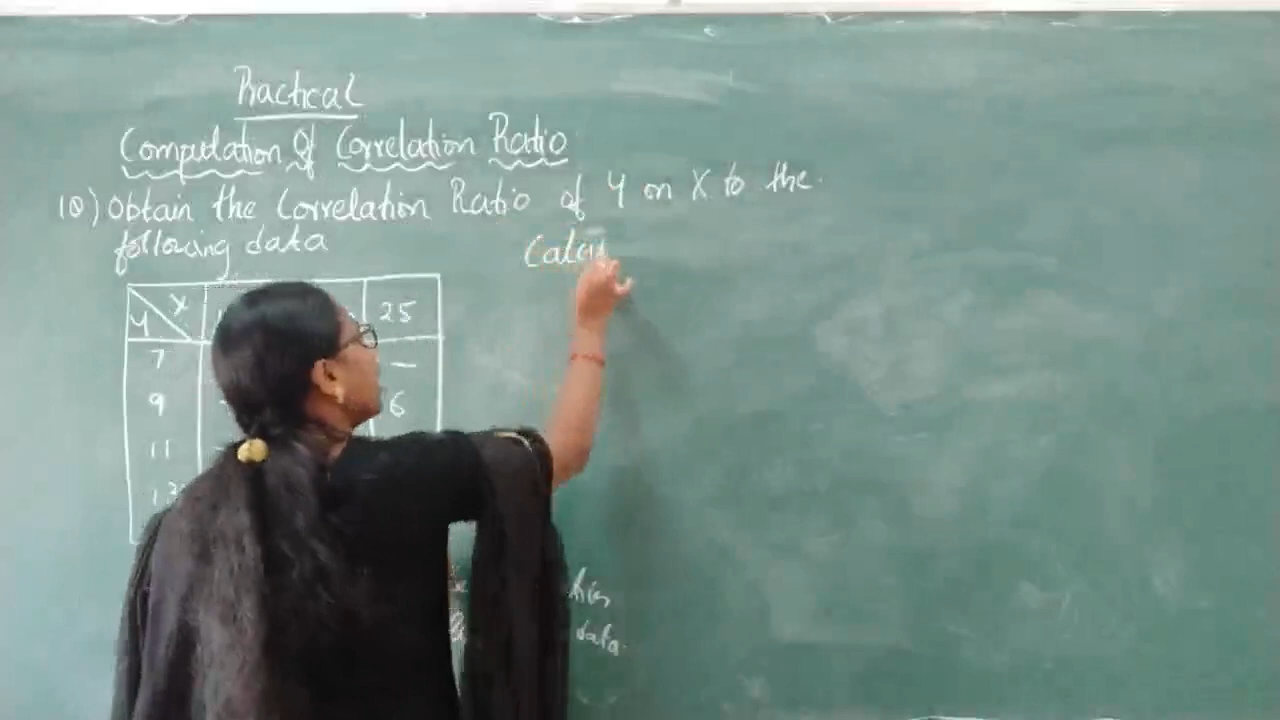 Practical
Computation of Correlation Ratio
10) Obtain the Correlation Ratio of Y on X to the
following data
Calcu
Y X 25
7 —
9 6
11
13
data.